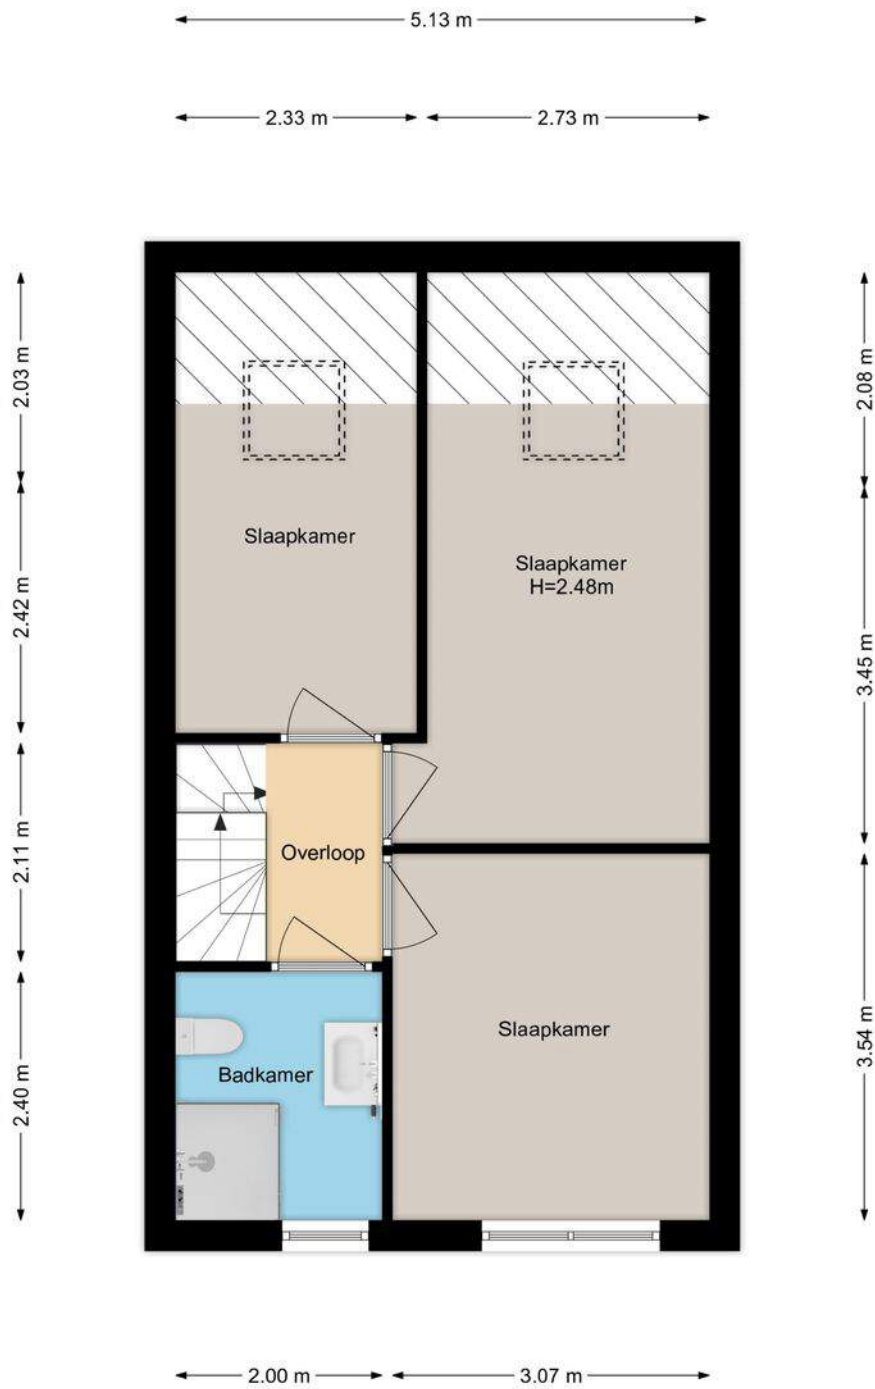 5.13 m
2.33 m
2.73 m
2.03 m
2.08 m
Slaapkamer
Slaapkamer
H=2.48m
2.42 m
3.45 m
2.11 m
Overloop
Slaapkamer
3.54 m
Badkamer
2.40 m
2.00 m
3.07 m